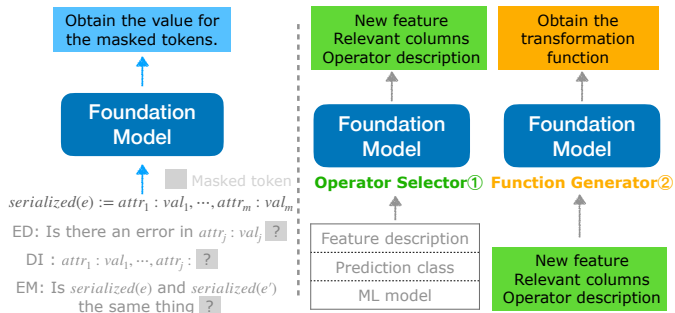 Obtain the value for
the masked tokens.
Foundation
Model
Masked token
serialized(e) := attr₁ : val₁, ⋯, attrₘ : valₘ
ED: Is there an error in attrⱼ : valⱼ ?
DI : attr₁ : val₁, ⋯, attrⱼ : ?
EM: Is serialized(e) and serialized(e′)
the same thing ?
New feature
Relevant columns
Operator description
Foundation
Model
Operator Selector①
Feature description
Prediction class
ML model
Obtain the
transformation
function
Foundation
Model
Function Generator②
New feature
Relevant columns
Operator description